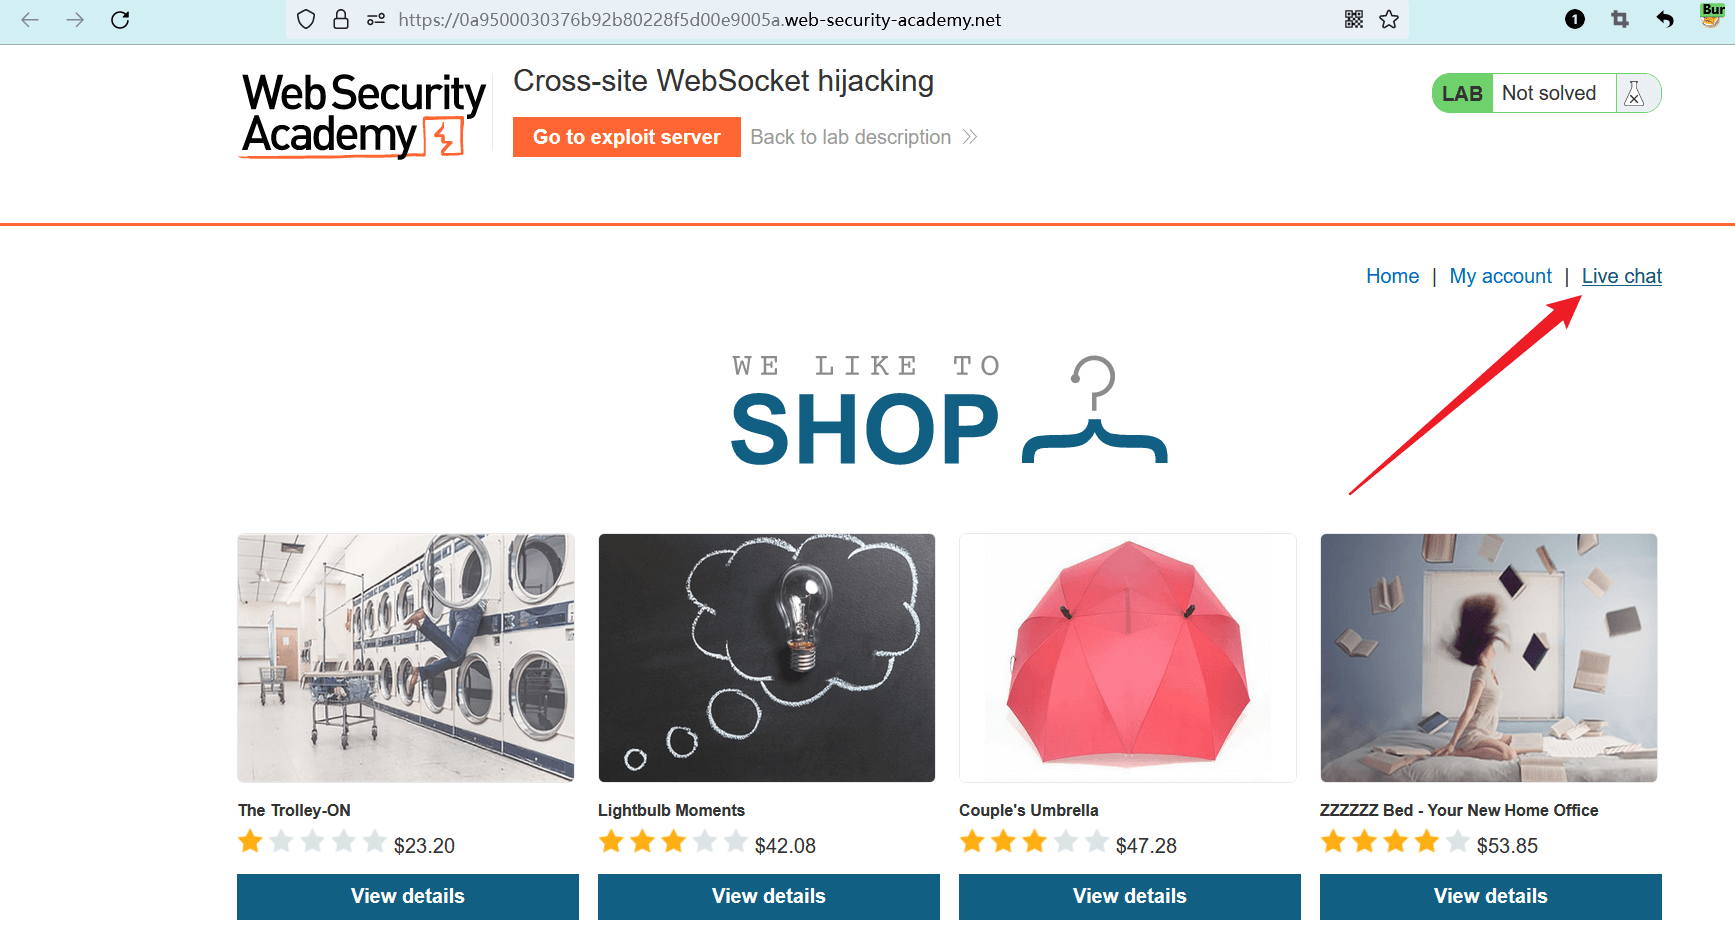 https://0a9500030376b92b80228f5d00e9005a.web-security-academy.net
1
Bur
Web Security
Academy
Cross-site WebSocket hijacking
Go to exploit server
Back to lab description
LAB
Not solved
Home | My account | Live chat
WE LIKE TO
SHOP
The Trolley-ON
$23.20
View details
Lightbulb Moments
$42.08
View details
Couple's Umbrella
$47.28
View details
ZZZZZZ Bed - Your New Home Office
$53.85
View details